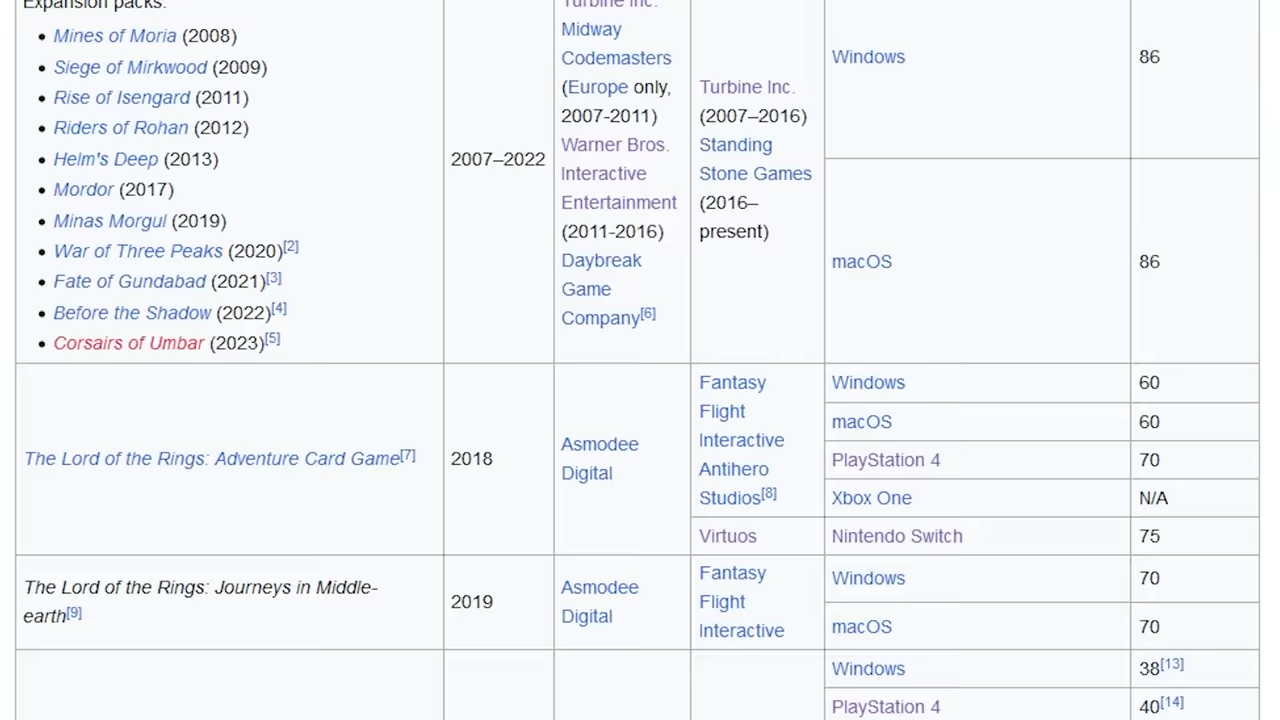 Expansion packs:
• Mines of Moria (2008)
• Siege of Mirkwood (2009)
• Rise of Isengard (2011)
• Riders of Rohan (2012)
• Helm's Deep (2013)
• Mordor (2017)
• Minas Morgul (2019)
• War of Three Peaks (2020)[2]
• Fate of Gundabad (2021)[3]
• Before the Shadow (2022)[4]
• Corsairs of Umbar (2023)[5]
2007–2022
Turbine Inc.
Midway
Codemasters
(Europe only,
2007-2011)
Warner Bros.
Interactive
Entertainment
(2011-2016)
Daybreak
Game
Company[6]
Turbine Inc.
(2007–2016)
Standing
Stone Games
(2016–
present)
Windows
86
macOS
86
The Lord of the Rings: Adventure Card Game[7]
2018
Asmodee
Digital
Fantasy
Flight
Interactive
Antihero
Studios[8]
Windows
60
macOS
60
PlayStation 4
70
Xbox One
N/A
Virtuos
Nintendo Switch
75
The Lord of the Rings: Journeys in Middle-
earth[9]
2019
Asmodee
Digital
Fantasy
Flight
Interactive
Windows
70
macOS
70
Windows
38[13]
PlayStation 4
40[14]